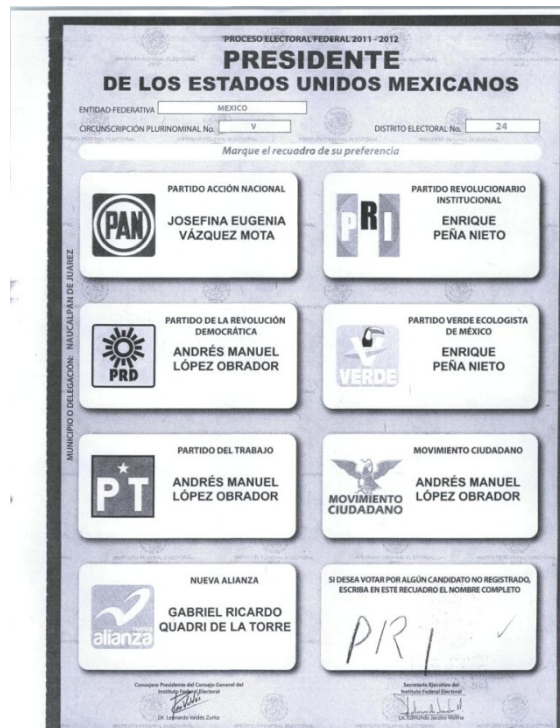 PROCESO ELECTORAL FEDERAL 2011 - 2012
PRESIDENTE
DE LOS ESTADOS UNIDOS MEXICANOS
ENTIDAD FEDERATIVA MEXICO
CIRCUNSCRIPCIÓN PLURINOMINAL No. V DISTRITO ELECTORAL No. 24
Marque el recuadro de su preferencia
MUNICIPIO O DELEGACIÓN: NAUCALPAN DE JUAREZ
PAN
PARTIDO ACCIÓN NACIONAL
JOSEFINA EUGENIA
VÁZQUEZ MOTA
PRI
PARTIDO REVOLUCIONARIO
INSTITUCIONAL
ENRIQUE
PEÑA NIETO
PRD
PARTIDO DE LA REVOLUCIÓN
DEMOCRÁTICA
ANDRÉS MANUEL
LÓPEZ OBRADOR
VERDE
PARTIDO VERDE ECOLOGISTA
DE MÉXICO
ENRIQUE
PEÑA NIETO
PT
PARTIDO DEL TRABAJO
ANDRÉS MANUEL
LÓPEZ OBRADOR
MOVIMIENTO
CIUDADANO
MOVIMIENTO CIUDADANO
ANDRÉS MANUEL
LÓPEZ OBRADOR
nueva
alianza
NUEVA ALIANZA
GABRIEL RICARDO
QUADRI DE LA TORRE
SI DESEA VOTAR POR ALGÚN CANDIDATO NO REGISTRADO,
ESCRIBA EN ESTE RECUADRO EL NOMBRE COMPLETO
PRI
Consejero Presidente del Consejo General del
Instituto Federal Electoral
Dr. Leonardo Valdés Zurita
Secretario Ejecutivo del
Instituto Federal Electoral
Lic. Edmundo Jacobo Molina